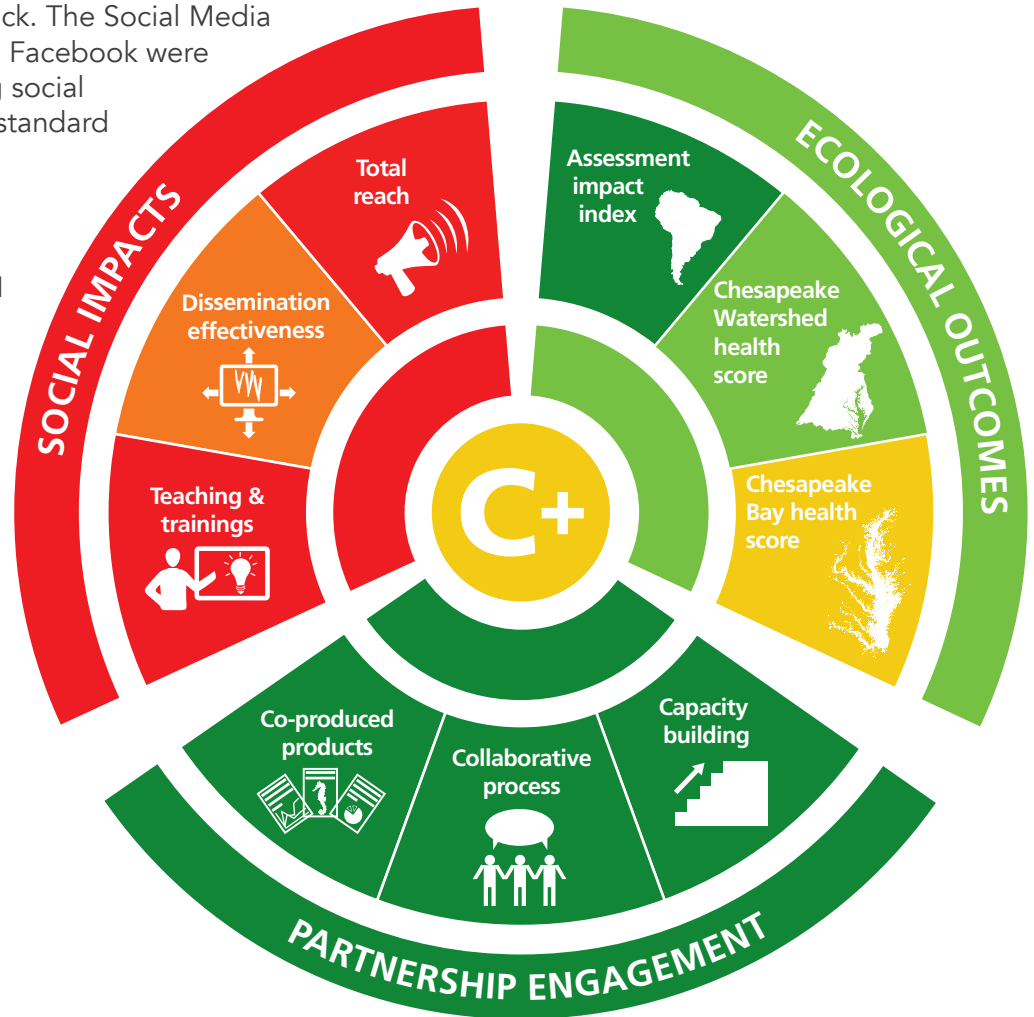 ck. The Social Media
Facebook were
g social
standard
SOCIAL IMPACTS
Total
reach
Dissemination
effectiveness
Teaching &
trainings
ECOLOGICAL OUTCOMES
Assessment
impact
index
Chesapeake
Watershed
health
score
Chesapeake
Bay health
score
C+
Co-produced
products
Collaborative
process
Capacity
building
PARTNERSHIP ENGAGEMENT